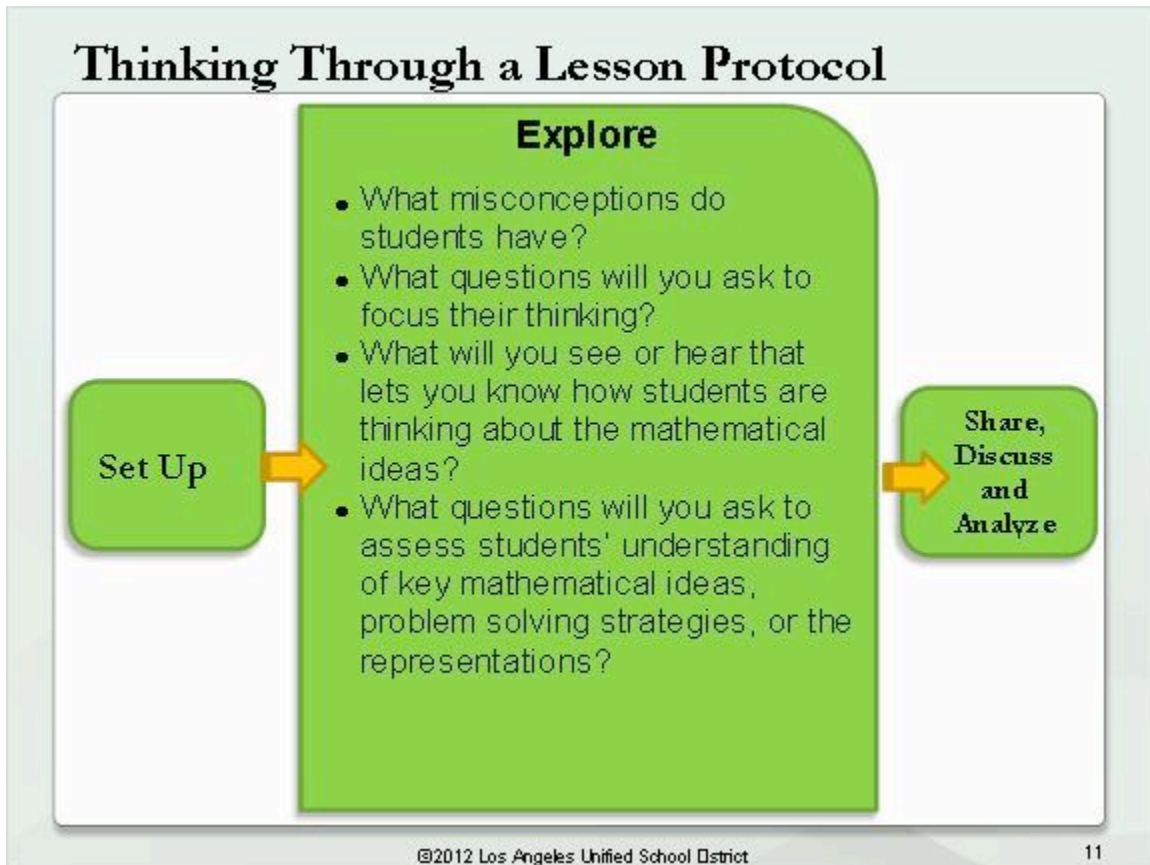 Thinking Through a Lesson Protocol
Explore
• What misconceptions do
students have?
• What questions will you ask to
focus their thinking?
• What will you see or hear that
lets you know how students are
thinking about the mathematical
ideas?
• What questions will you ask to
assess students' understanding
of key mathematical ideas,
problem solving strategies, or the
representations?
Set Up
Share,
Discuss
and
Analyze
©2012 Los Angeles Unified School District
11